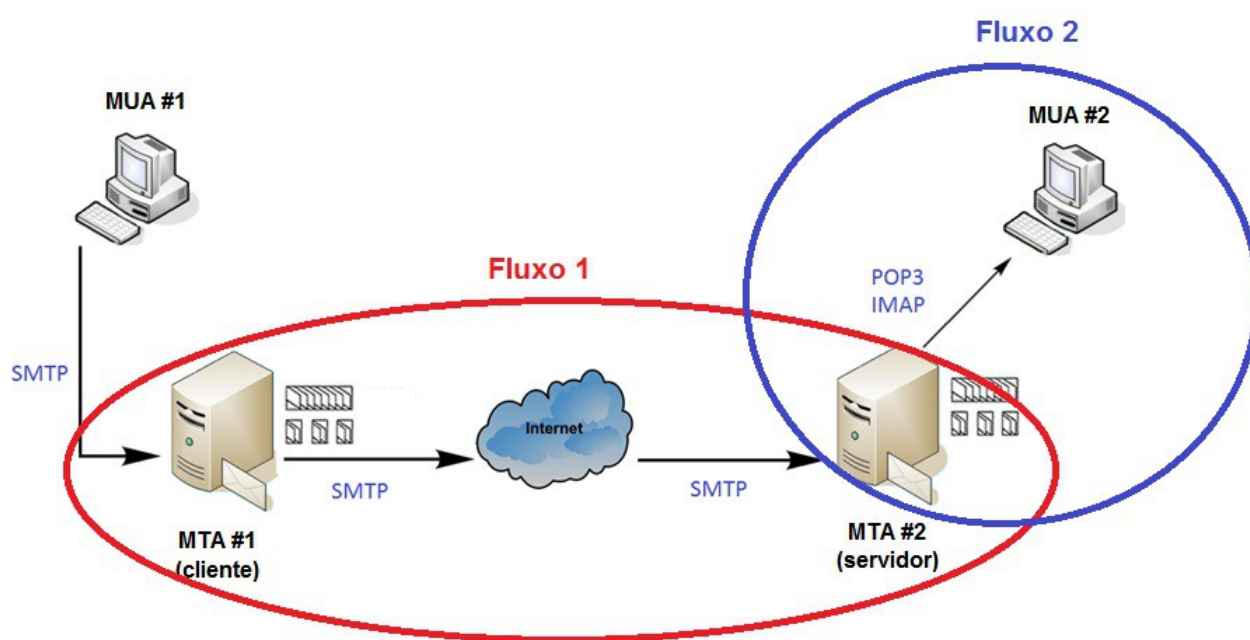 Fluxo 2
MUA #1
MUA #2
Fluxo 1
POP3
IMAP
SMTP
Internet
SMTP
SMTP
MTA #1
(cliente)
MTA #2
(servidor)